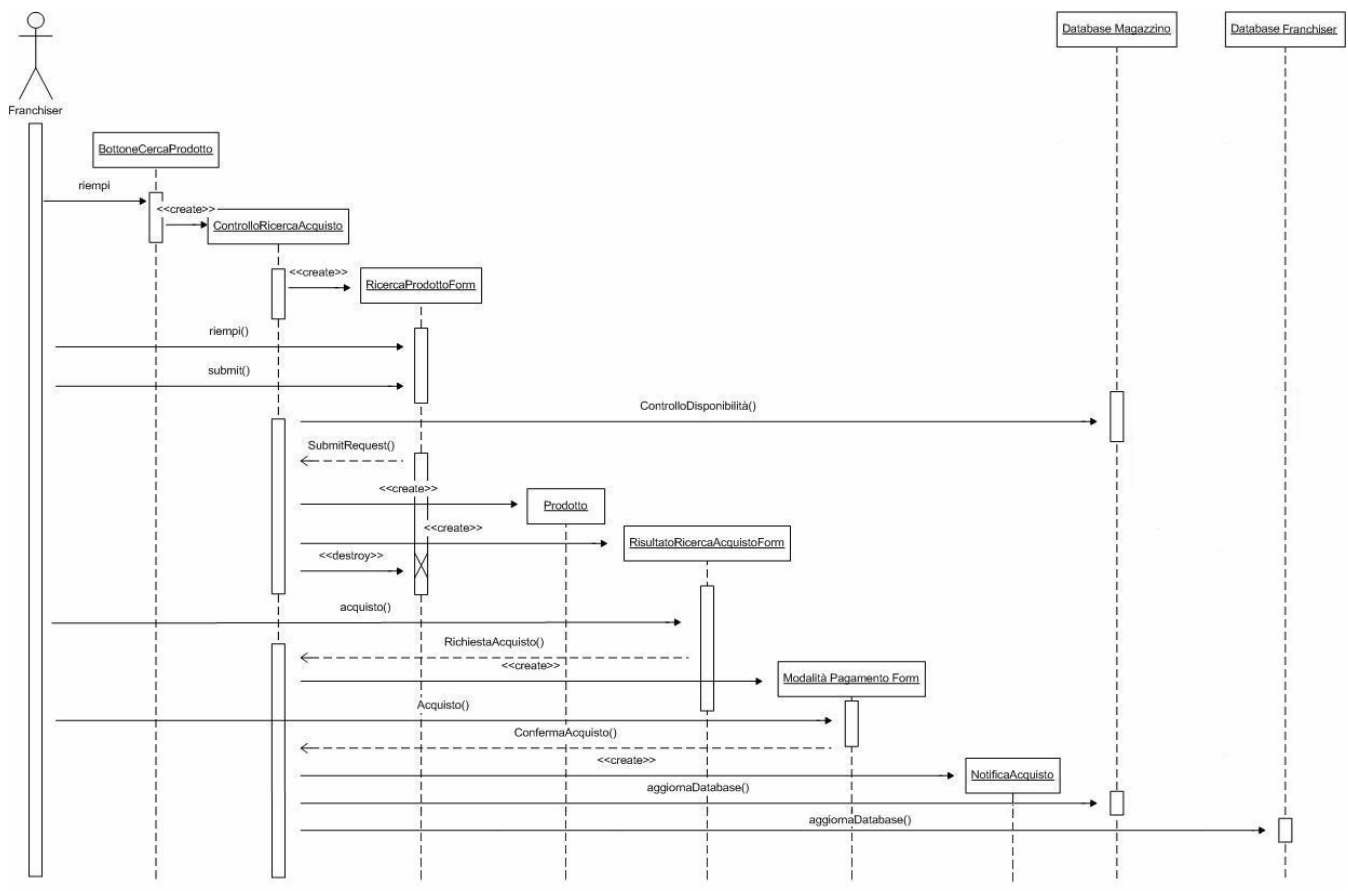 Database Magazzino
Database Franchiser
Franchiser
BottoneCercaProdotto
riempi
<<create>>
ControlloRicercaAcquisto
<<create>>
RicercaProdottoForm
riempi()
submit()
ControlloDisponibilità()
SubmitRequest()
<<create>>
Prodotto
<<create>>
RisultatoRicercaAcquistoForm
<<destroy>>
acquisto()
RichiestaAcquisto()
<<create>>
Modalità Pagamento Form
Acquisto()
ConfermaAcquisto()
<<create>>
NotificaAcquisto
aggiornaDatabase()
aggiornaDatabase()